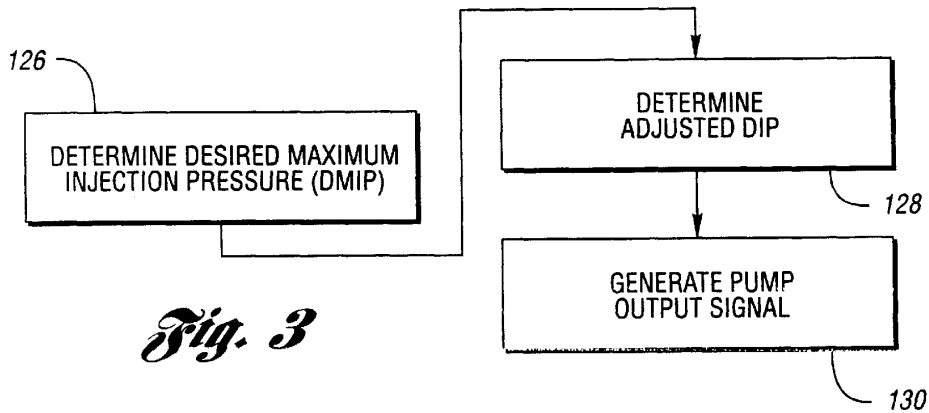 126
DETERMINE DESIRED MAXIMUM
INJECTION PRESSURE (DMIP)
DETERMINE
ADJUSTED DIP
128
GENERATE PUMP
OUTPUT SIGNAL
130
Fig. 3